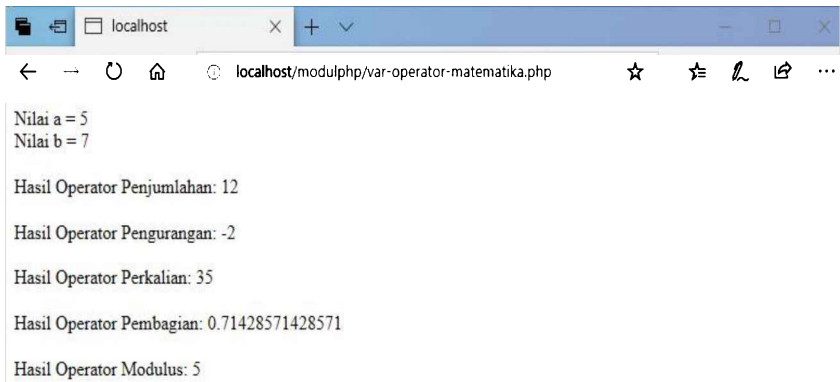 localhost
localhost/modulphp/var-operator-matematika.php
Nilai a = 5
Nilai b = 7
Hasil Operator Penjumlahan: 12
Hasil Operator Pengurangan: -2
Hasil Operator Perkalian: 35
Hasil Operator Pembagian: 0.71428571428571
Hasil Operator Modulus: 5